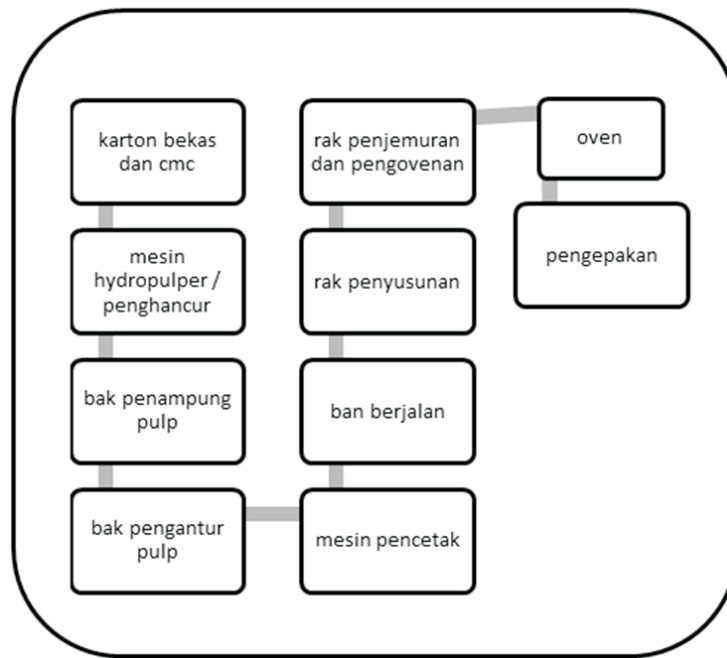 karton bekas
dan cmc
mesin
hydropulper /
penghancur
bak penampung
pulp
bak pengantur
pulp
mesin pencetak
ban berjalan
rak penyusunan
rak penjemuran
dan pengovenan
oven
pengepakan